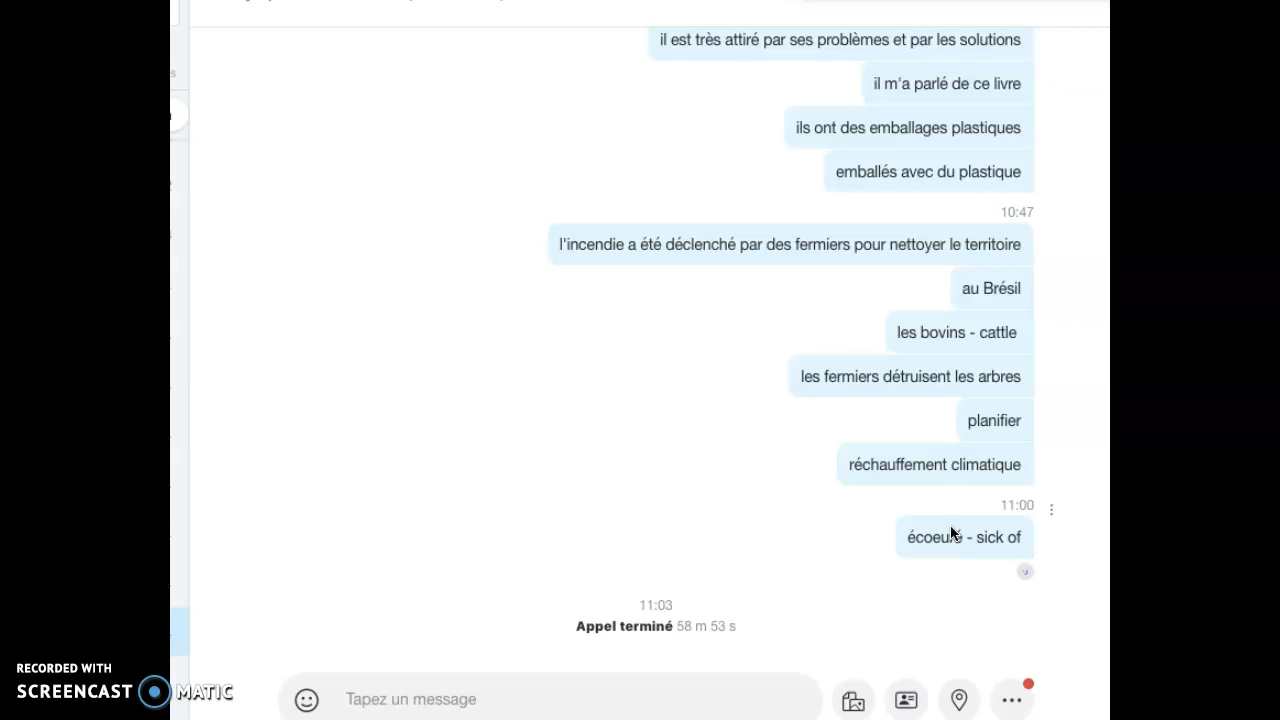 il est très attiré par ses problèmes et par les solutions
il m'a parlé de ce livre
ils ont des emballages plastiques
emballés avec du plastique
10:47
l'incendie a été déclenché par des fermiers pour nettoyer le territoire
au Brésil
les bovins - cattle
les fermiers détruisent les arbres
planifier
réchauffement climatique
11:00
- sick of
11:03
Appel terminé 58 m 53 s
Tapez un message
RECORDED WITH
SCREENCAST MATIC